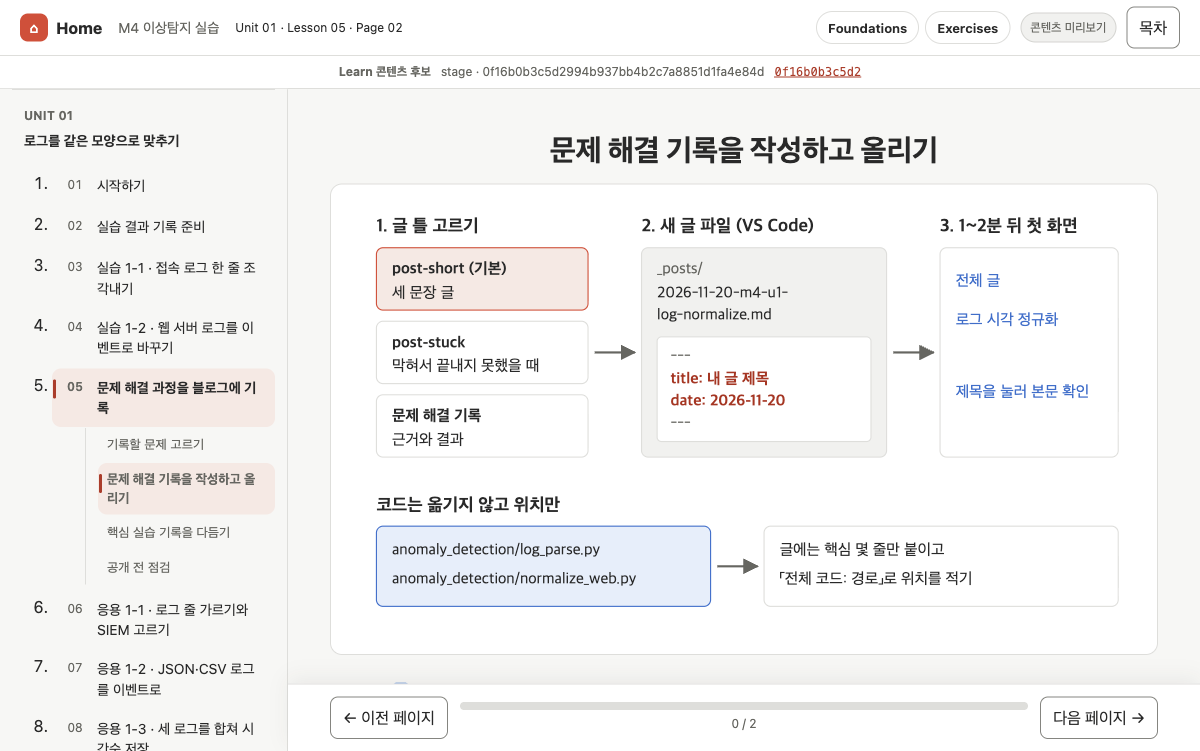 Home
M4 이상탐지 실습
Unit 01 · Lesson 05 · Page 02
Foundations
Exercises
콘텐츠 미리보기
목차
Learn 콘텐츠 후보 stage · 0f16b0b3c5d2994b937bb4b2c7a8851d1fa4e84d 0f16b0b3c5d2
UNIT 01
로그를 같은 모양으로 맞추기
1. 01 시작하기
2. 02 실습 결과 기록 준비
3. 03 실습 1-1 · 접속 로그 한 줄 조
각내기
4. 04 실습 1-2 · 웹 서버 로그를 이
벤트로 바꾸기
5. 05 문제 해결 과정을 블로그에 기
록
기록할 문제 고르기
문제 해결 기록을 작성하고 올
리기
핵심 실습 기록을 다듬기
공개 전 점검
6. 06 응용 1-1 · 로그 줄 가르기와
SIEM 고르기
7. 07 응용 1-2 · JSON·CSV 로그
를 이벤트로
8. 08 응용 1-3 · 세 로그를 합쳐 시
간순 저장
문제 해결 기록을 작성하고 올리기
1. 글 틀 고르기
post-short (기본)
세 문장 글
post-stuck
막혀서 끝내지 못했을 때
문제 해결 기록
근거와 결과
2. 새 글 파일 (VS Code)
_posts/
2026-11-20-m4-u1-
log-normalize.md
---
title: 내 글 제목
date: 2026-11-20
---
3. 1~2분 뒤 첫 화면
전체 글
로그 시각 정규화
제목을 눌러 본문 확인
코드는 옮기지 않고 위치만
anomaly_detection/log_parse.py
anomaly_detection/normalize_web.py
글에는 핵심 몇 줄만 붙이고
「전체 코드: 경로」로 위치를 적기
← 이전 페이지
0 / 2
다음 페이지 →